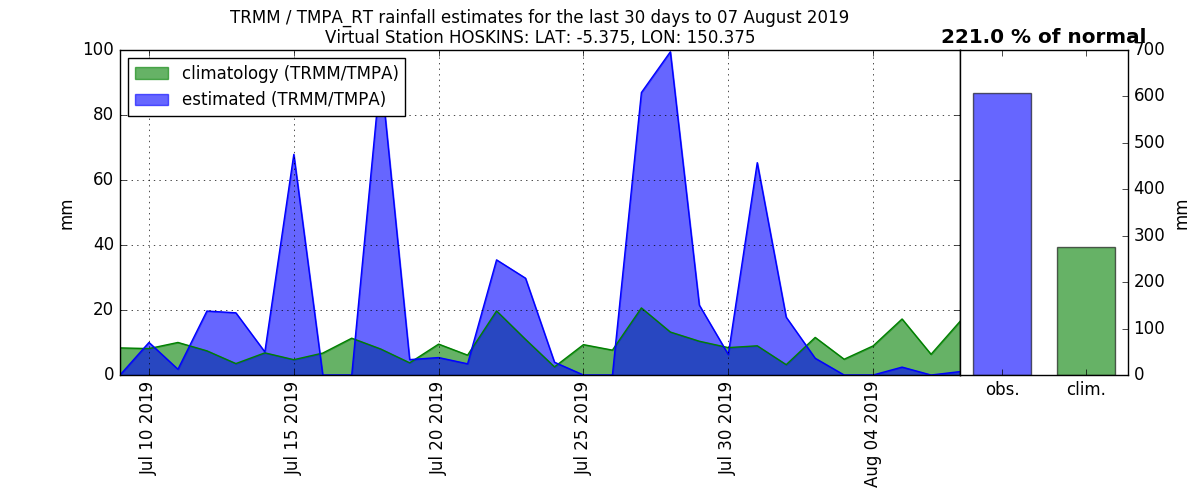 TRMM / TMPA_RT rainfall estimates for the last 30 days to 07 August 2019
Virtual Station HOSKINS: LAT: -5.375, LON: 150.375
221.0 % of normal
climatology (TRMM/TMPA)
estimated (TRMM/TMPA)
100
80
60
40
20
0
mm
Jul 10 2019
Jul 15 2019
Jul 20 2019
Jul 25 2019
Jul 30 2019
Aug 04 2019
700
600
500
400
300
200
100
0
mm
obs.
clim.